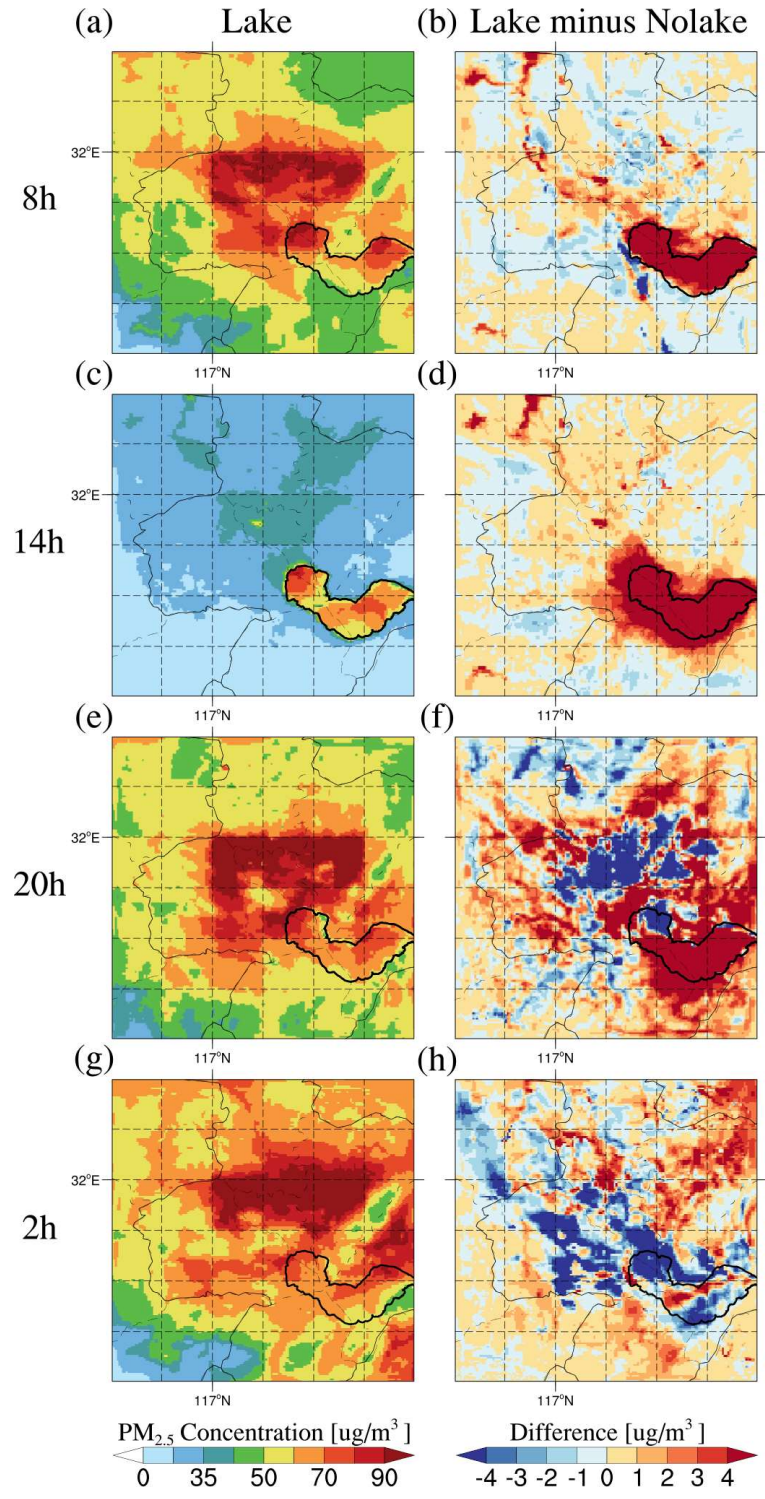 (a) Lake (b) Lake minus Nolake
32°E
8h
117°N 117°N
(c) (d)
32°E
14h
117°N 117°N
(e) (f)
32°E
20h
117°N 117°N
(g) (h)
32°E
2h
117°N 117°N
PM2.5 Concentration [ug/m³] Difference [ug/m³]
0 35 50 70 90 -4 -3 -2 -1 0 1 2 3 4